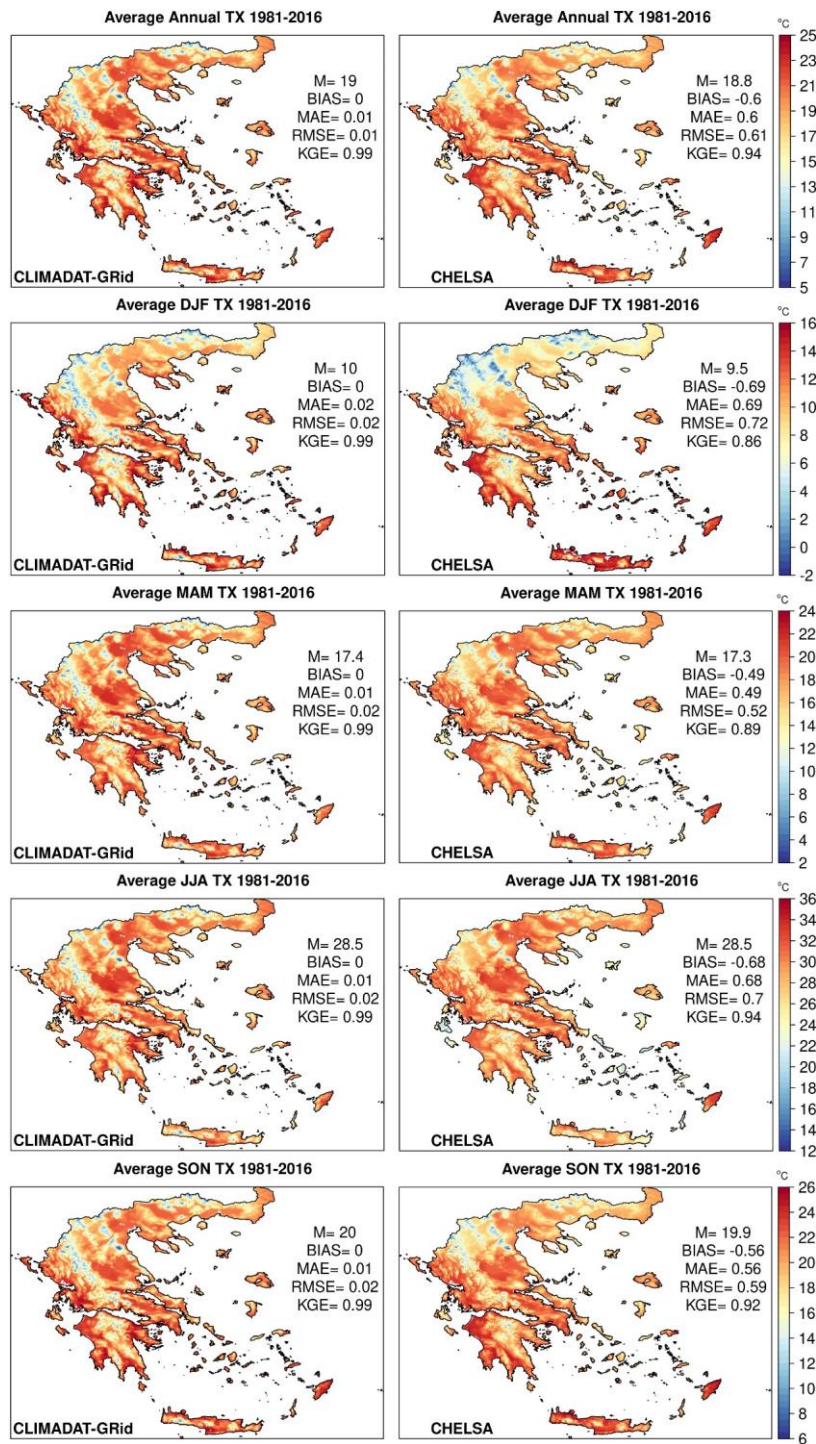 Average Annual TX 1981-2016
M= 19
BIAS= 0
MAE= 0.01
RMSE= 0.01
KGE= 0.99
CLIMADAT-GRid
Average Annual TX 1981-2016
M= 18.8
BIAS= -0.6
MAE= 0.6
RMSE= 0.61
KGE= 0.94
CHELSA
°C
25
23
21
19
17
15
13
11
9
7
5
Average DJF TX 1981-2016
M= 10
BIAS= 0
MAE= 0.02
RMSE= 0.02
KGE= 0.99
CLIMADAT-GRid
Average DJF TX 1981-2016
M= 9.5
BIAS= -0.69
MAE= 0.69
RMSE= 0.72
KGE= 0.86
CHELSA
°C
16
14
12
10
8
6
4
2
0
-2
Average MAM TX 1981-2016
M= 17.4
BIAS= 0
MAE= 0.01
RMSE= 0.02
KGE= 0.99
CLIMADAT-GRid
Average MAM TX 1981-2016
M= 17.3
BIAS= -0.49
MAE= 0.49
RMSE= 0.52
KGE= 0.89
CHELSA
°C
24
22
20
18
16
14
12
10
8
6
4
2
Average JJA TX 1981-2016
M= 28.5
BIAS= 0
MAE= 0.01
RMSE= 0.02
KGE= 0.99
CLIMADAT-GRid
Average JJA TX 1981-2016
M= 28.5
BIAS= -0.68
MAE= 0.68
RMSE= 0.7
KGE= 0.94
CHELSA
°C
36
34
32
30
28
26
24
22
20
18
16
14
12
Average SON TX 1981-2016
M= 20
BIAS= 0
MAE= 0.01
RMSE= 0.02
KGE= 0.99
CLIMADAT-GRid
Average SON TX 1981-2016
M= 19.9
BIAS= -0.56
MAE= 0.56
RMSE= 0.59
KGE= 0.92
CHELSA
°C
26
24
22
20
18
16
14
12
10
8
6